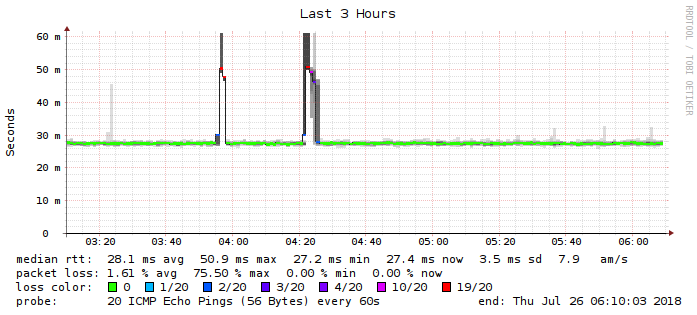 Last 3 Hours
RRDTOOL / TOBI OETIKER
Seconds
60 m
50 m
40 m
30 m
20 m
10 m
0
03:20 03:40 04:00 04:20 04:40 05:00 05:20 05:40 06:00
median rtt: 28.1 ms avg 50.9 ms max 27.2 ms min 27.4 ms now 3.5 ms sd 7.9 am/s
packet loss: 1.61 % avg 75.50 % max 0.00 % min 0.00 % now
loss color: 0 1/20 2/20 3/20 4/20 10/20 19/20
probe: 20 ICMP Echo Pings (56 Bytes) every 60s end: Thu Jul 26 06:10:03 2018